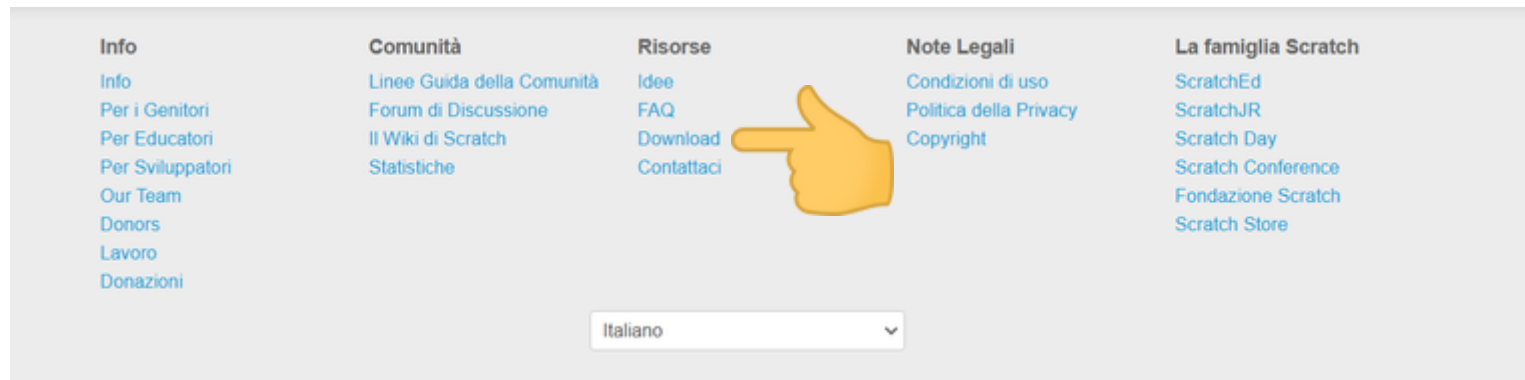 Info
Info
Per i Genitori
Per Educatori
Per Sviluppatori
Our Team
Donors
Lavoro
Donazioni
Comunità
Linee Guida della Comunità
Forum di Discussione
Il Wiki di Scratch
Statistiche
Risorse
Idee
FAQ
Download
Contattaci
Note Legali
Condizioni di uso
Politica della Privacy
Copyright
La famiglia Scratch
ScratchEd
ScratchJR
Scratch Day
Scratch Conference
Fondazione Scratch
Scratch Store
Italiano